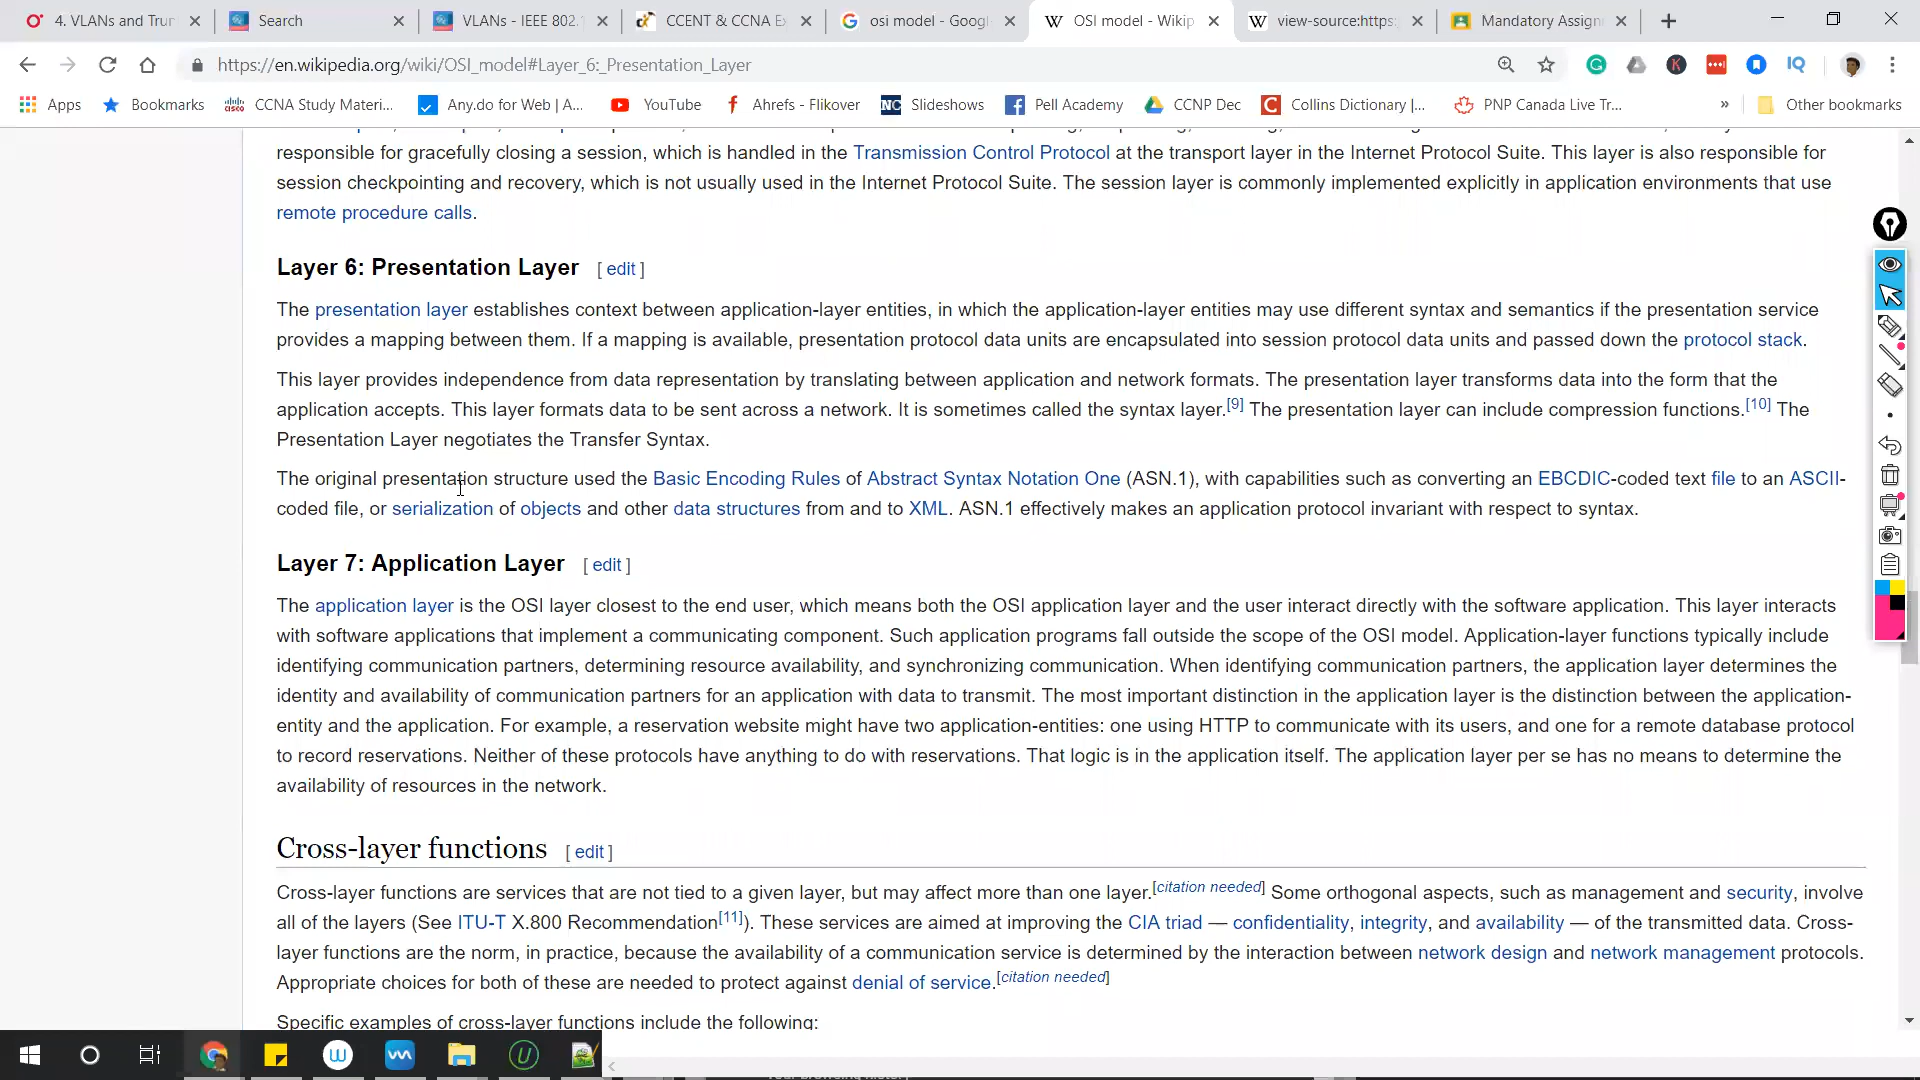 4. VLANs and Trun
Search
VLANs - IEEE 802.1
CCENT & CCNA E
osi model - Googl
OSI model - Wikip
view-source:https:
Mandatory Assign
https://en.wikipedia.org/wiki/OSI_model#Layer_6:_Presentation_Layer
Apps
Bookmarks
CCNA Study Materi...
Any.do for Web | A...
YouTube
Ahrefs - Flikover
NC Slideshows
Pell Academy
CCNP Dec
Collins Dictionary |...
PNP Canada Live Tr...
»
Other bookmarks
responsible for gracefully closing a session, which is handled in the Transmission Control Protocol at the transport layer in the Internet Protocol Suite. This layer is also responsible for
session checkpointing and recovery, which is not usually used in the Internet Protocol Suite. The session layer is commonly implemented explicitly in application environments that use
remote procedure calls.
Layer 6: Presentation Layer [ edit ]
The presentation layer establishes context between application-layer entities, in which the application-layer entities may use different syntax and semantics if the presentation service
provides a mapping between them. If a mapping is available, presentation protocol data units are encapsulated into session protocol data units and passed down the protocol stack.
This layer provides independence from data representation by translating between application and network formats. The presentation layer transforms data into the form that the
application accepts. This layer formats data to be sent across a network. It is sometimes called the syntax layer.[9] The presentation layer can include compression functions.[10] The
Presentation Layer negotiates the Transfer Syntax.
The original presentation structure used the Basic Encoding Rules of Abstract Syntax Notation One (ASN.1), with capabilities such as converting an EBCDIC-coded text file to an ASCII-
coded file, or serialization of objects and other data structures from and to XML. ASN.1 effectively makes an application protocol invariant with respect to syntax.
Layer 7: Application Layer [ edit ]
The application layer is the OSI layer closest to the end user, which means both the OSI application layer and the user interact directly with the software application. This layer interacts
with software applications that implement a communicating component. Such application programs fall outside the scope of the OSI model. Application-layer functions typically include
identifying communication partners, determining resource availability, and synchronizing communication. When identifying communication partners, the application layer determines the
identity and availability of communication partners for an application with data to transmit. The most important distinction in the application layer is the distinction between the application-
entity and the application. For example, a reservation website might have two application-entities: one using HTTP to communicate with its users, and one for a remote database protocol
to record reservations. Neither of these protocols have anything to do with reservations. That logic is in the application itself. The application layer per se has no means to determine the
availability of resources in the network.
Cross-layer functions [ edit ]
Cross-layer functions are services that are not tied to a given layer, but may affect more than one layer.[citation needed] Some orthogonal aspects, such as management and security, involve
all of the layers (See ITU-T X.800 Recommendation[11]). These services are aimed at improving the CIA triad — confidentiality, integrity, and availability — of the transmitted data. Cross-
layer functions are the norm, in practice, because the availability of a communication service is determined by the interaction between network design and network management protocols.
Appropriate choices for both of these are needed to protect against denial of service.[citation needed]
Specific examples of cross-layer functions include the following: